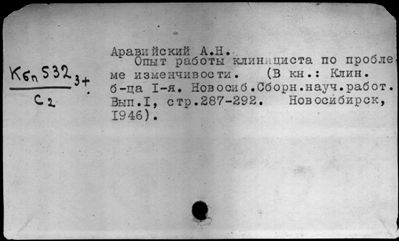 Аравийский А.Н.
Опыт работы клинициста по пробле-
Кбп 532 3+
ме изменчивости. (В кн.: Клин.
С2
б-ца I-я. Новосиб.Сборн.науч.работ.
Вып.I, стр.287-292. Новосибирск,
1946).